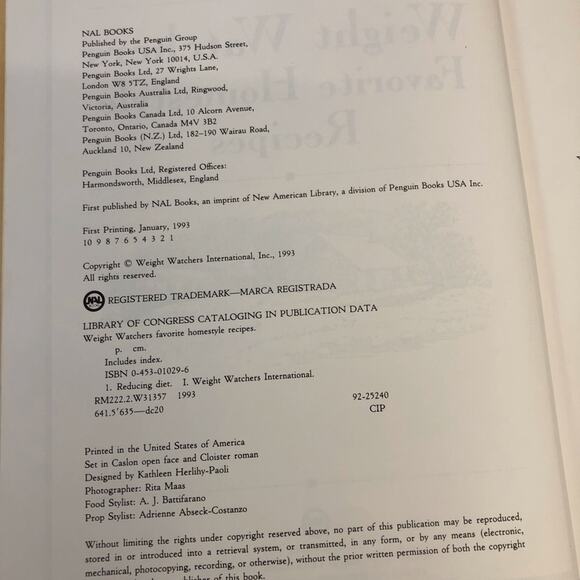 NAL BOOKS
Published by the Penguin Group
Penguin Books USA Inc., 375 Hudson Street,
New York, New York 10014, U.S.A.
Penguin Books Ltd, 27 Wrights Lane,
London W8 5TZ, England
Penguin Books Australia Ltd, Ringwood,
Victoria, Australia
Penguin Books Canada Ltd, 10 Alcorn Avenue,
Toronto, Ontario, Canada M4V 3B2
Penguin Books (N.Z.) Ltd, 182–190 Wairau Road,
Auckland 10, New Zealand
Penguin Books Ltd, Registered Offices:
Harmondsworth, Middlesex, England
First published by NAL Books, an imprint of New American Library, a division of Penguin Books USA Inc.
First Printing, January, 1993
10 9 8 7 6 5 4 3 2 1
Copyright © Weight Watchers International, Inc., 1993
All rights reserved.
NAL REGISTERED TRADEMARK—MARCA REGISTRADA
LIBRARY OF CONGRESS CATALOGING IN PUBLICATION DATA
Weight Watchers favorite homestyle recipes.
p. cm.
Includes index.
ISBN 0-453-01029-6
1. Reducing diet. I. Weight Watchers International.
RM222.2.W31357 1993 92-25240
641.5'635—dc20 CIP
Printed in the United States of America
Set in Caslon open face and Cloister roman
Designed by Kathleen Herlihy-Paoli
Photographer: Rita Maas
Food Stylist: A. J. Battifarano
Prop Stylist: Adrienne Abseck-Costanzo
Without limiting the rights under copyright reserved above, no part of this publication may be reproduced,
stored in or introduced into a retrieval system, or transmitted, in any form, or by any means (electronic,
mechanical, photocopying, recording, or otherwise), without the prior written permission of both the copyright
of this book.